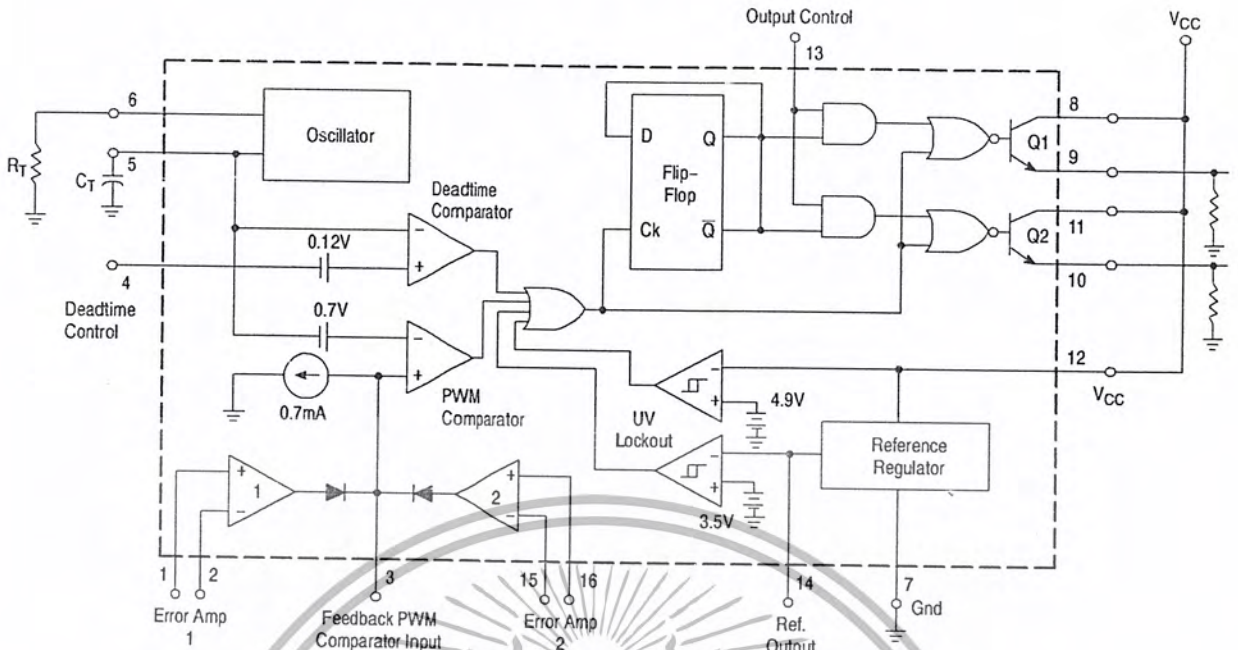 Output Control
VCC
13
6
8
Oscillator
D
Q
Q1
5
RT
CT
9
Flip-
Flop
Deadtime
Comparator
11
0.12V
Ck
Q
Q2
4
10
Deadtime
Control
0.7V
12
VCC
PWM
Comparator
0.7mA
UV
Lockout
4.9V
Reference
Regulator
1
2
3.5V
1
2
3
15
16
14
7
Gnd
Error Amp
1
Feedback PWM
Comparator Input
Error Amp
2
Ref.
Output